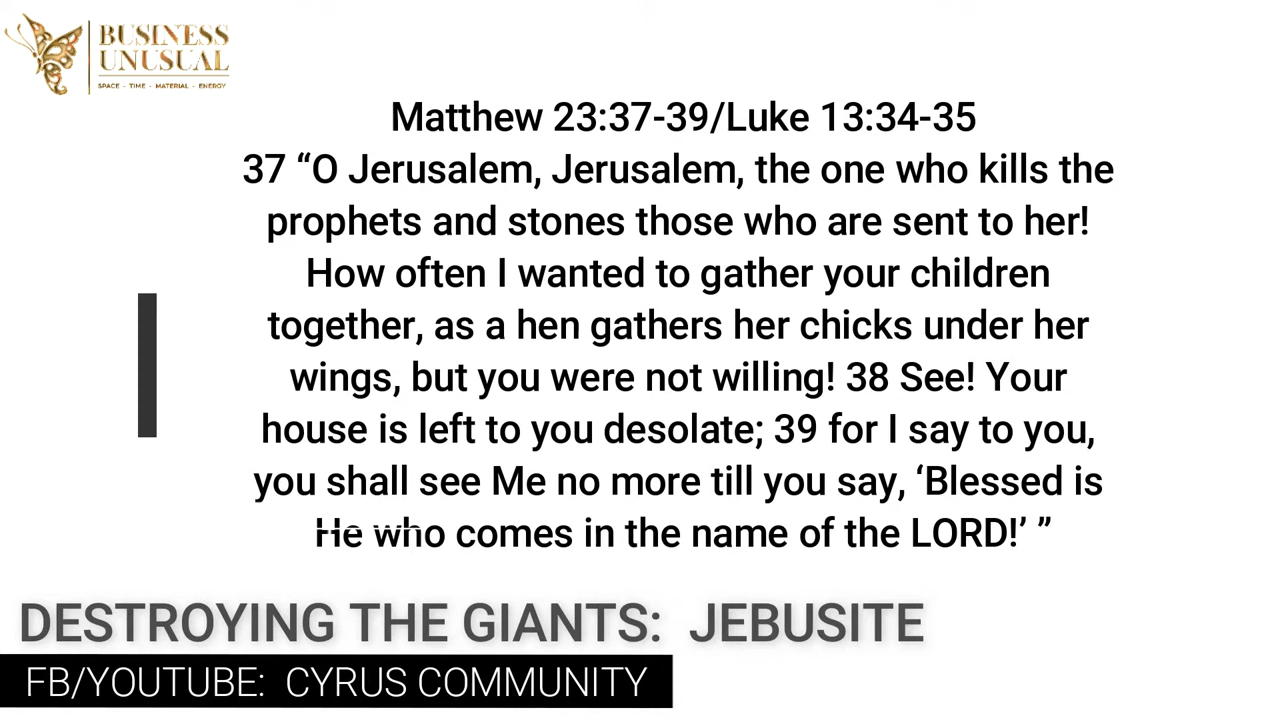 BUSINESS
UNUSUAL
SPACE - TIME - MATERIAL - ENERGY
Matthew 23:37-39/Luke 13:34-35
37 “O Jerusalem, Jerusalem, the one who kills the
prophets and stones those who are sent to her!
How often I wanted to gather your children
together, as a hen gathers her chicks under her
wings, but you were not willing! 38 See! Your
house is left to you desolate; 39 for I say to you,
you shall see Me no more till you say, ‘Blessed is
He who comes in the name of the LORD!’ ”
I
DESTROYING THE GIANTS: JEBUSITE
FB/YOUTUBE: CYRUS COMMUNITY